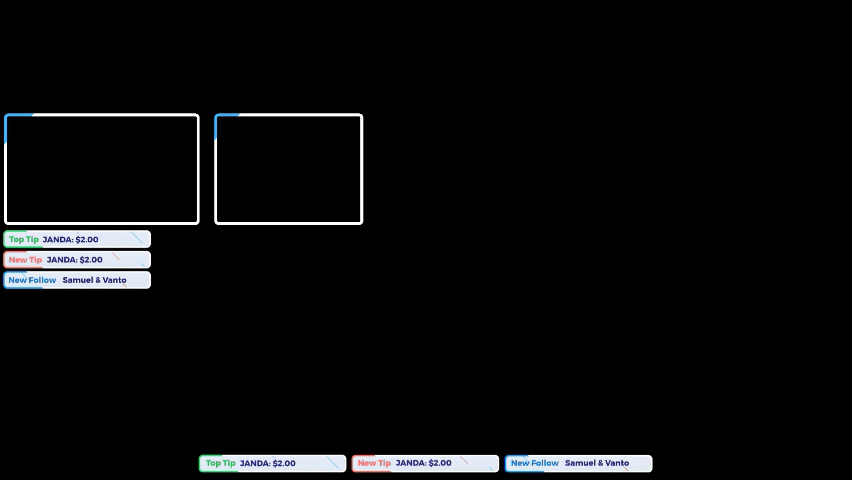 Top Tip JANDA: $2.00
New Tip JANDA: $2.00
New Follow Samuel & Vanto
Top Tip JANDA: $2.00 New Tip JANDA: $2.00 New Follow Samuel & Vanto